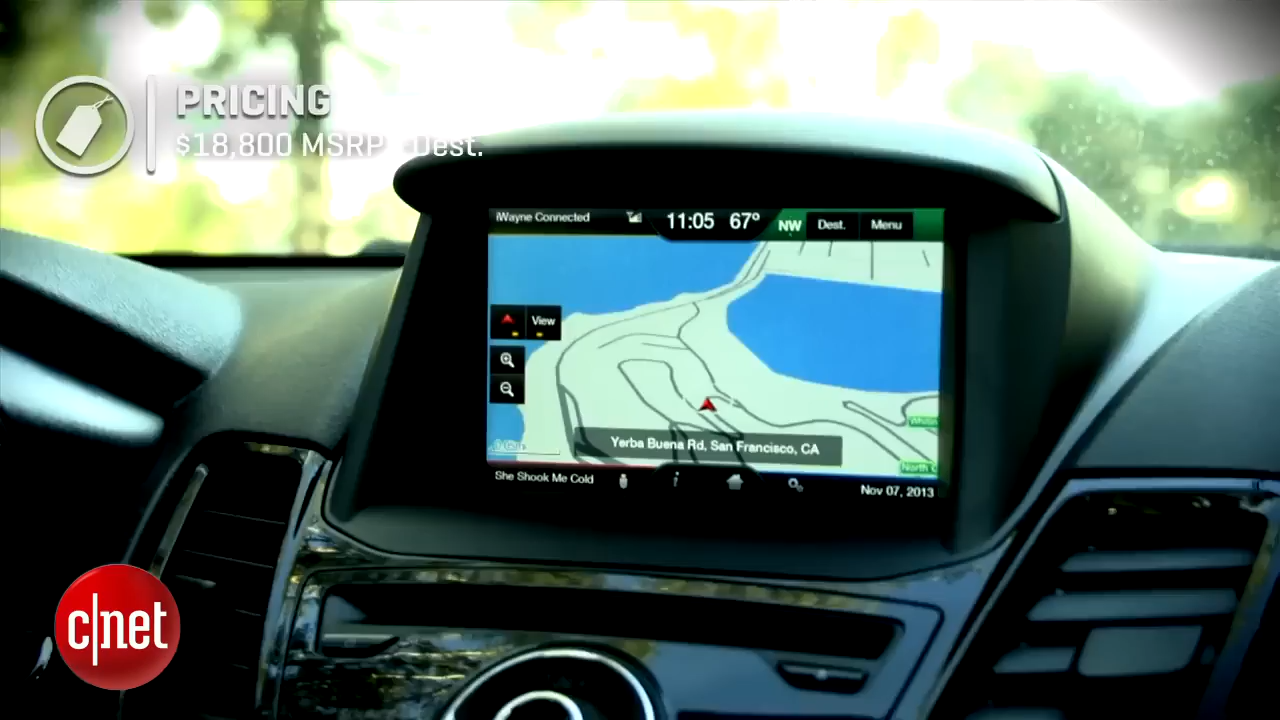 PRICING
$18,800 MSRP + Dest.
iWayne Connected
11:05 67°
NW
Dest.
Menu
View
Yerba Buena Rd, San Francisco, CA
She Shook Me Cold
Nov 07, 2013
c|net